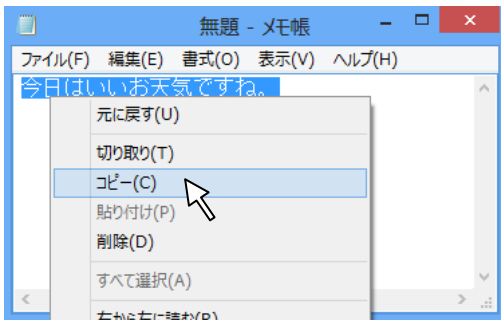 無題 - メモ帳
ファイル(F) 編集(E) 書式(O) 表示(V) ヘルプ(H)
今日はいいお天気ですね。
元に戻す(U)
切り取り(T)
コピー(C)
貼り付け(P)
削除(D)
すべて選択(A)